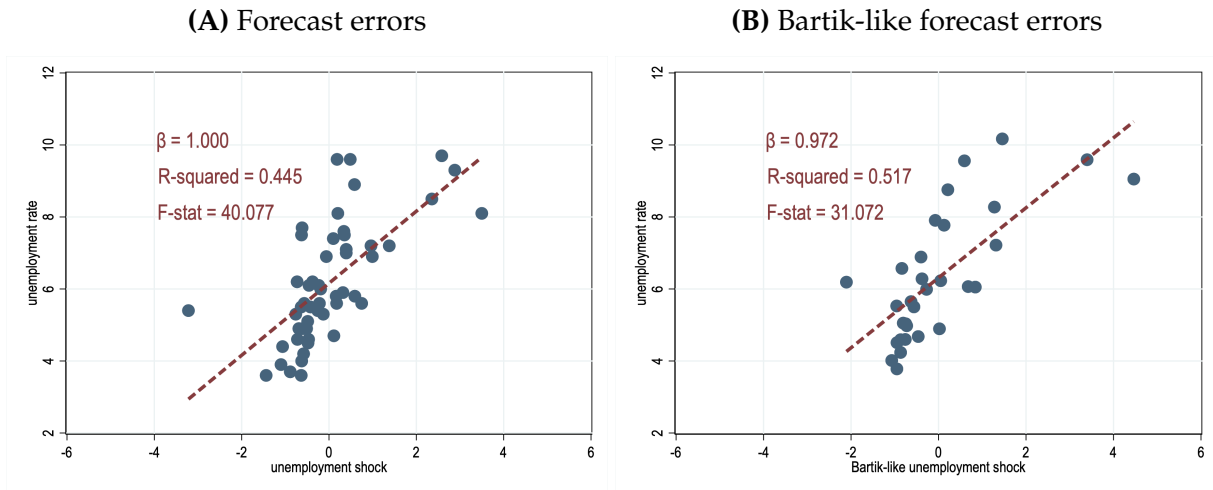 (A) Forecast errors
12
10
8
6
4
2
unemployment rate
β = 1.000
R-squared = 0.445
F-stat = 40.077
-6 -4 -2 0 2 4 6
unemployment shock
(B) Bartik-like forecast errors
12
10
8
6
4
2
unemployment rate
β = 0.972
R-squared = 0.517
F-stat = 31.072
-6 -4 -2 0 2 4 6
Bartik-like unemployment shock